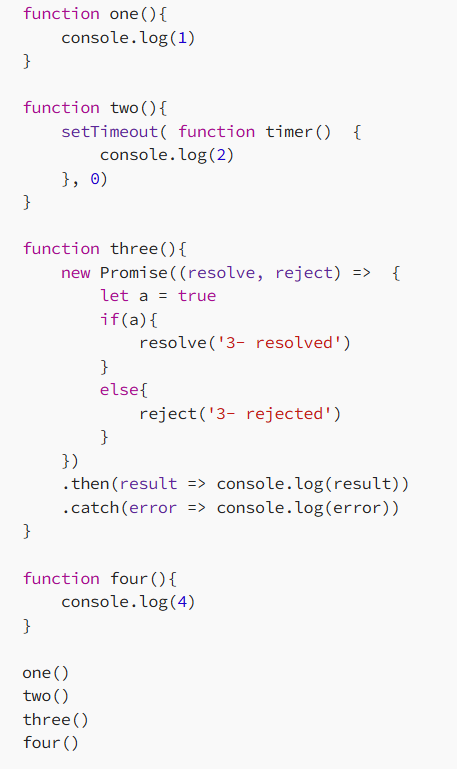 function one(){
    console.log(1)
}

function two(){
    setTimeout( function timer()  {
        console.log(2)
    }, 0)
}

function three(){
    new Promise((resolve, reject) =>  {
        let a = true
        if(a){
            resolve('3- resolved')
        }
        else{
            reject('3- rejected')
        }
    })
    .then(result => console.log(result))
    .catch(error => console.log(error))
}

function four(){
    console.log(4)
}

one()
two()
three()
four()